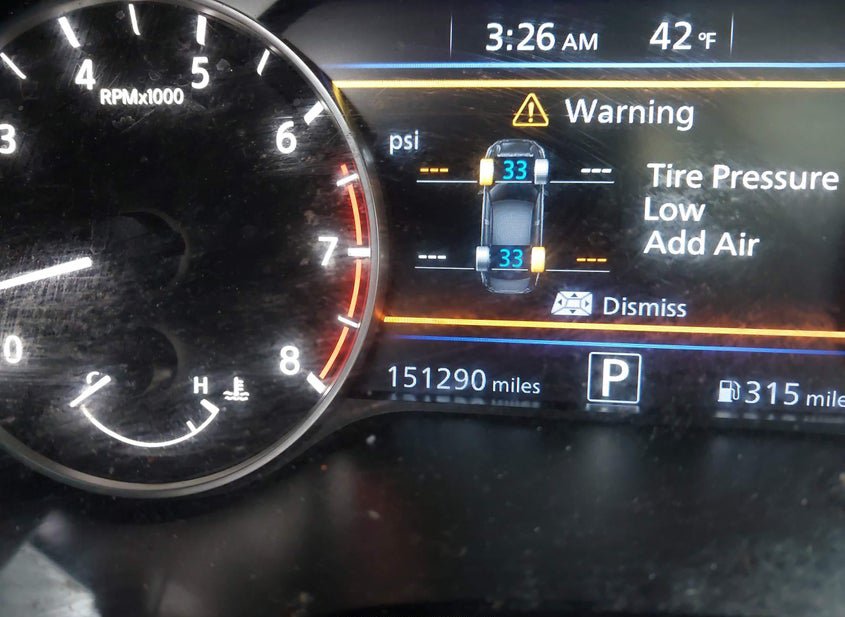 3:26 AM 42 °F
4 5
RPMx1000
Warning
3 6
psi
--- 33 ---
Tire Pressure
Low
Add Air
7
--- 33 ---
Dismiss
0 8
C H
151290 miles P 315 mile